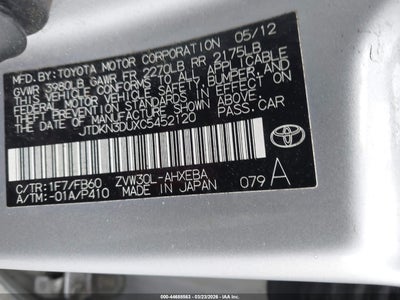 MFD.BY:TOYOTA MOTOR CORPORATION 05/12
GVWR 3980LB GAWR FR 2270LB RR 2175LB
THIS VEHICLE CONFORMS TO ALL APPLICABLE
FEDERAL MOTOR VEHICLE SAFETY, BUMPER, AND
THEFT PREVENTION STANDARDS IN EFFECT ON
THE DATE OF MANUFACTURE SHOWN ABOVE.
JTDKN3DUXC5452120 PASS.CAR
C/TR:1F7/FB60 ZVW30L-AHXEBA
A/TM:-01A/P410 MADE IN JAPAN 079 A
TOYOTA
000-44688563 | 03/23/2026 -